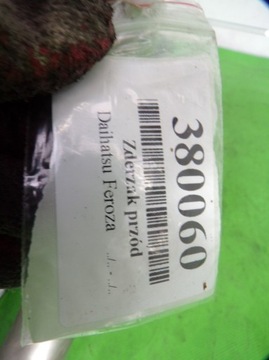 380060
Zderzak przód
Daihatsu Feroza ../.. - ../..